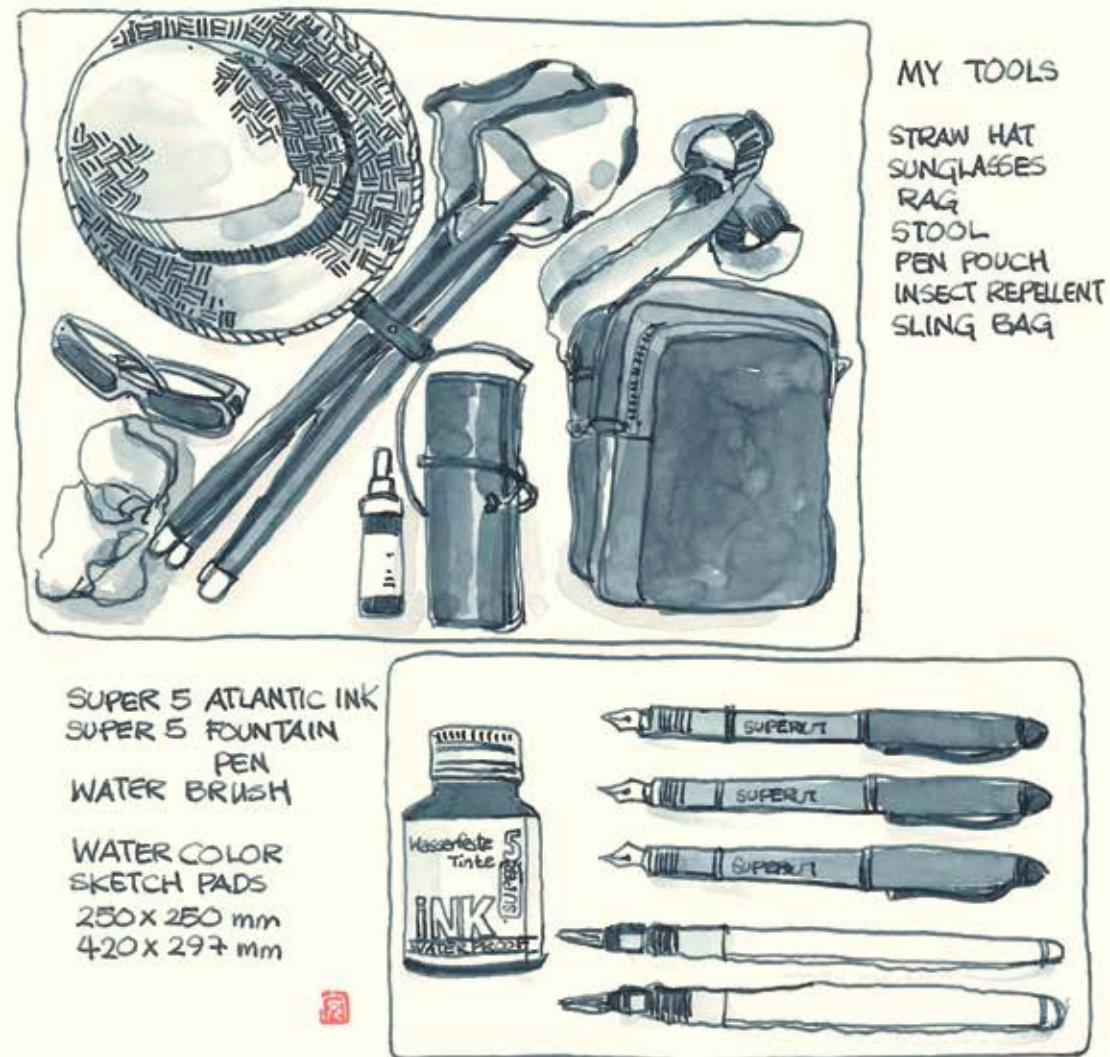 MY TOOLS
STRAW HAT
SUNGLASSES
RAG
STOOL
PEN POUCH
INSECT REPELLENT
SLING BAG
SUPER 5 ATLANTIC INK
SUPER 5 FOUNTAIN
PEN
WATER BRUSH
WATER COLOR
SKETCH PADS
250 X 250 mm
420 X 297 mm
Wasserfeste
Tinte
SUPER 5
iNK
WATERPROOF